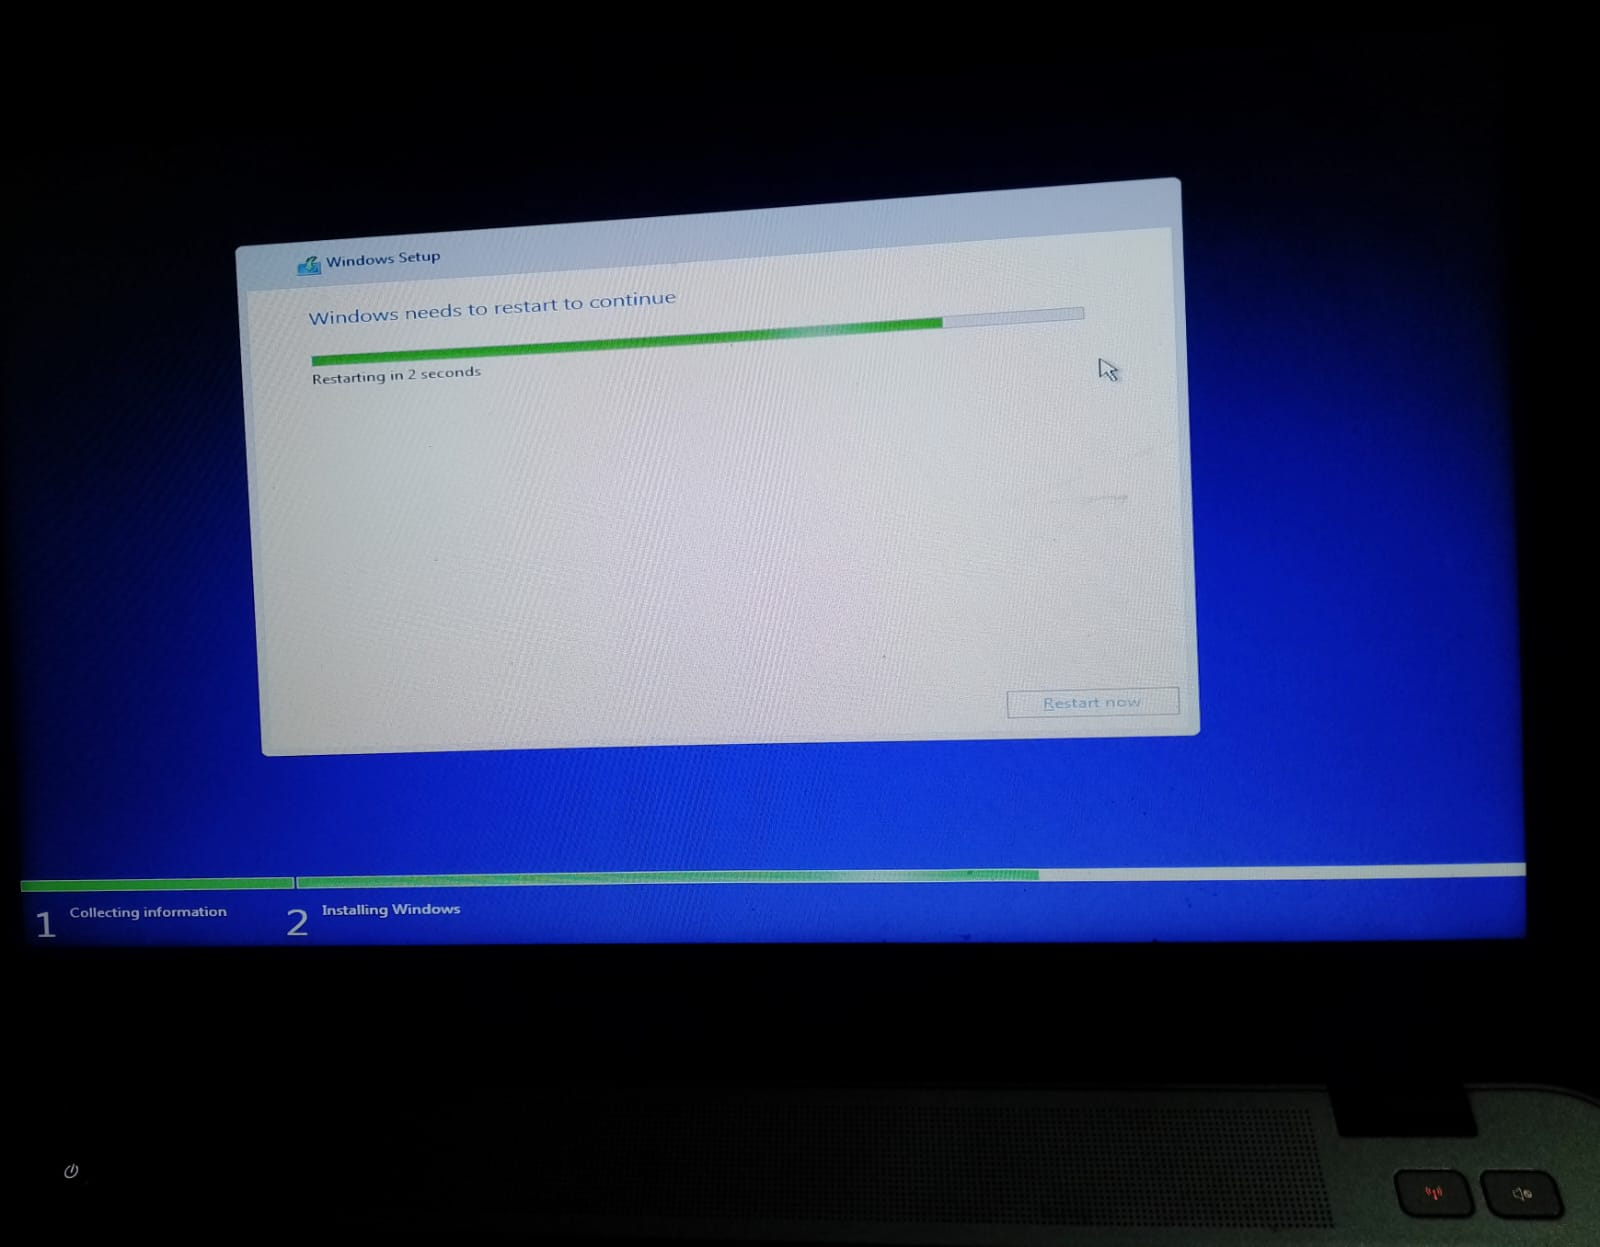 Windows Setup
Windows needs to restart to continue
Restarting in 2 seconds
Restart now
1 Collecting information
2 Installing Windows